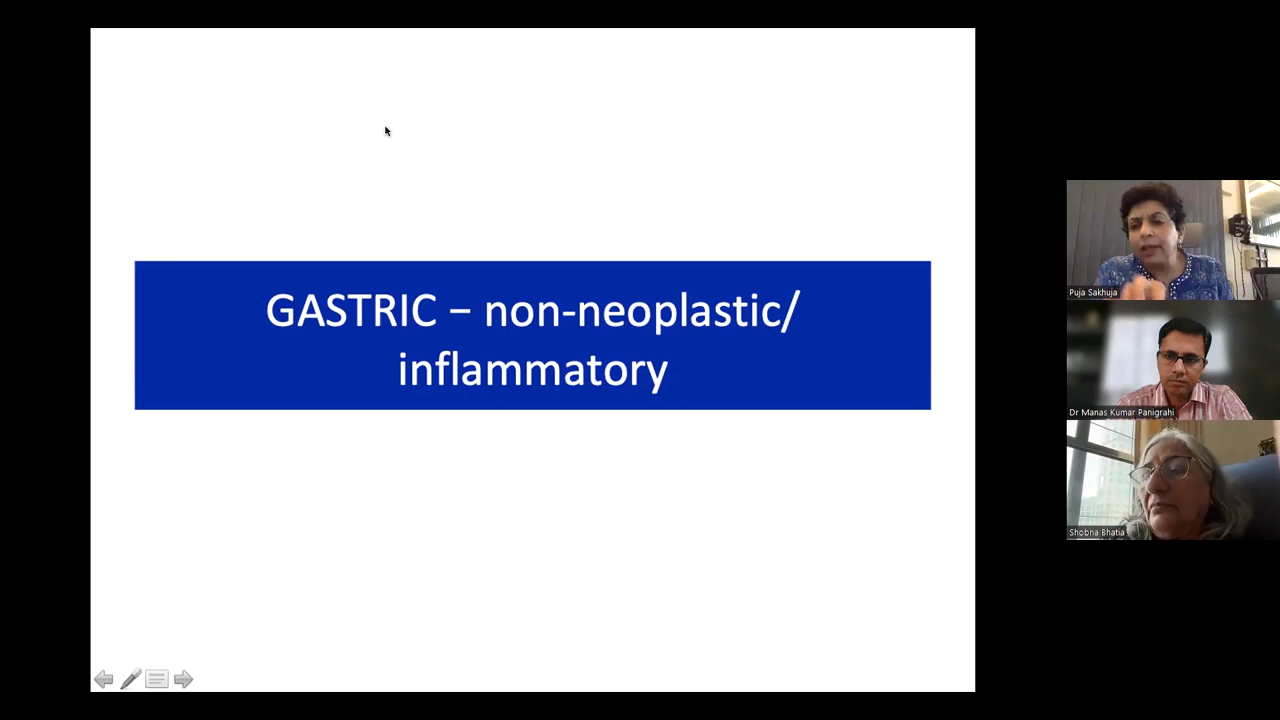 GASTRIC – non-neoplastic/
inflammatory
Puja Sakhuja
Dr Manas Kumar Panigrahi
Shobna Bhatia